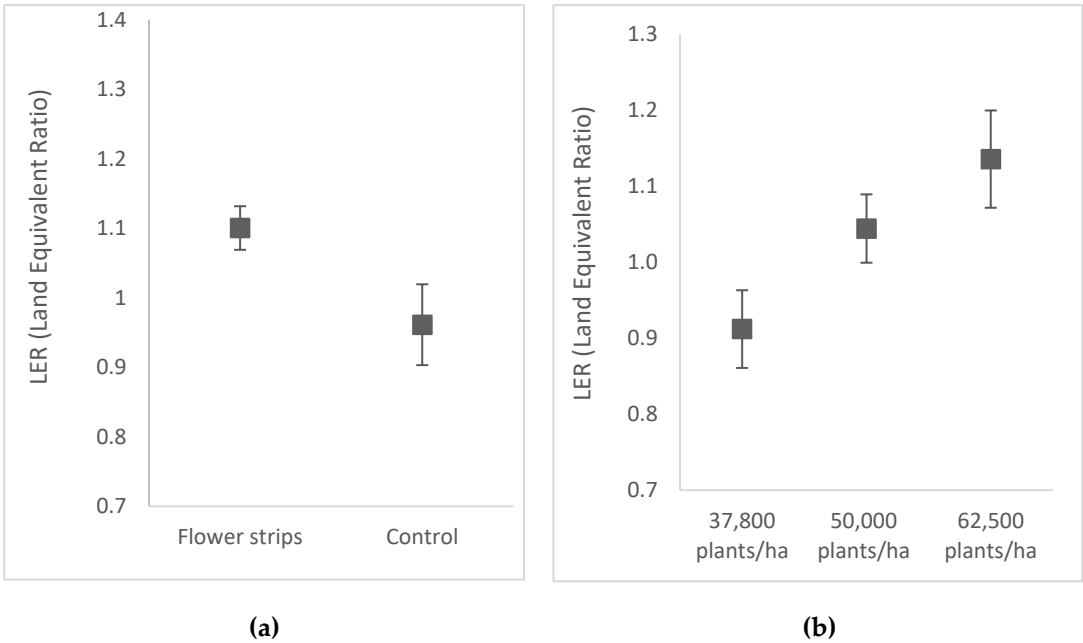 LER (Land Equivalent Ratio)
1.4
1.3
1.2
1.1
1
0.9
0.8
0.7
Flower strips
Control
(a)
LER (Land Equivalent Ratio)
1.3
1.2
1.1
1.0
0.9
0.8
0.7
37,800
plants/ha
50,000
plants/ha
62,500
plants/ha
(b)